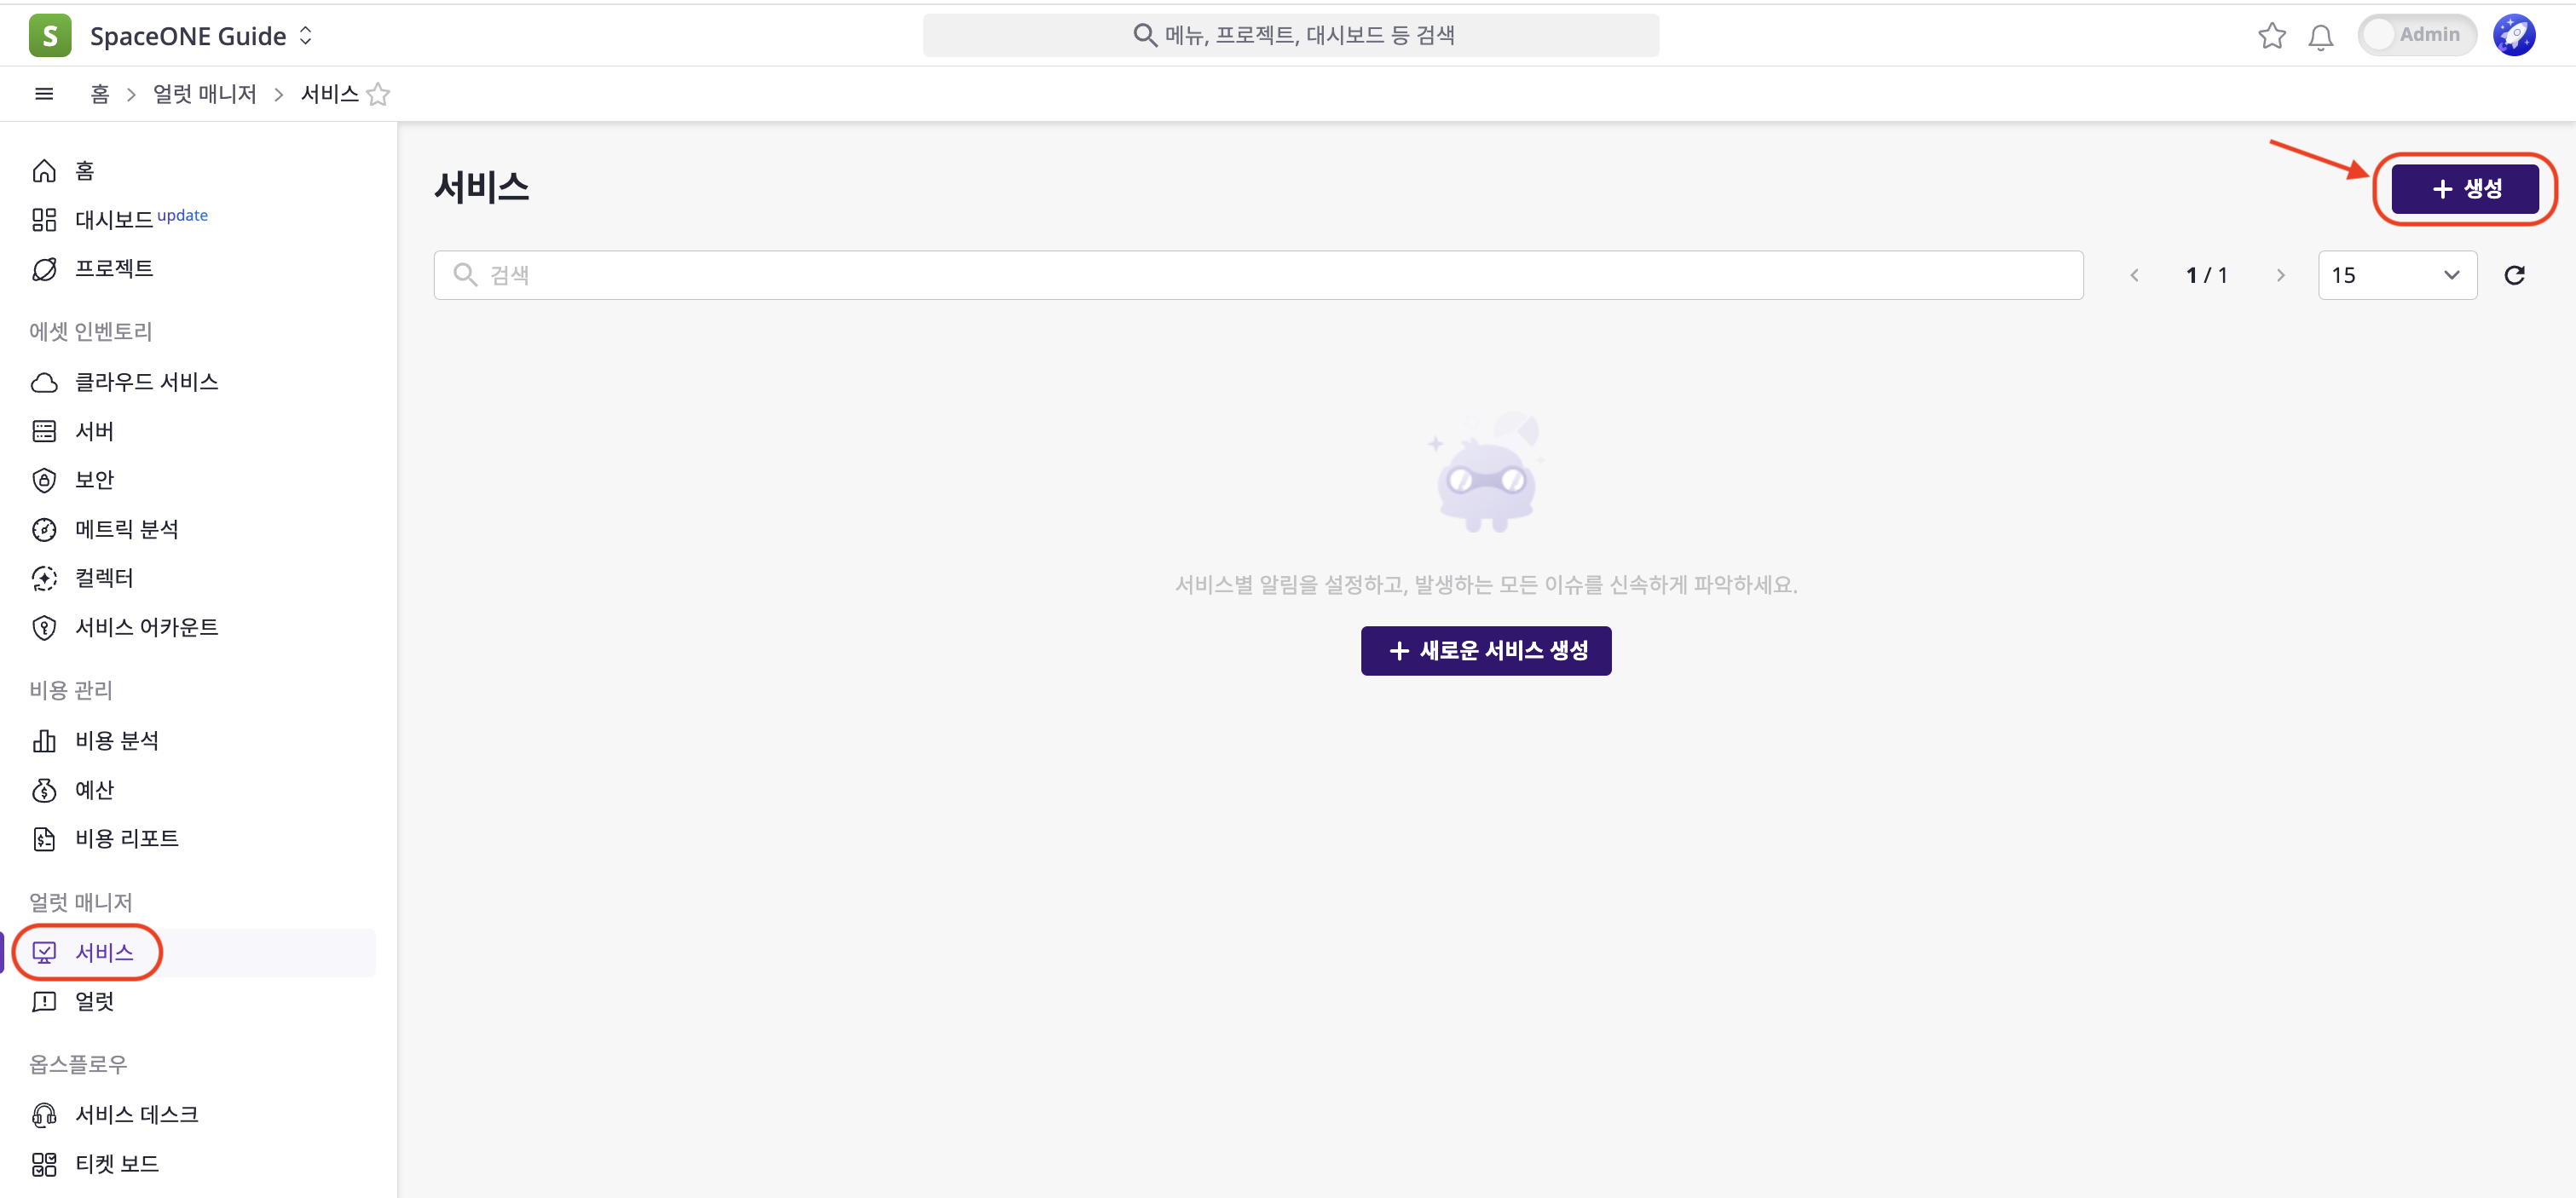 S SpaceONE Guide
메뉴, 프로젝트, 대시보드 등 검색
Admin
홈 > 얼럿 매니저 > 서비스
홈
대시보드 update
프로젝트
에셋 인벤토리
클라우드 서비스
서버
보안
메트릭 분석
컬렉터
서비스 어카운트
비용 관리
비용 분석
예산
비용 리포트
얼럿 매니저
서비스
얼럿
옵스플로우
서비스 데스크
티켓 보드
서비스
+ 생성
검색
1 / 1
15
서비스별 알림을 설정하고, 발생하는 모든 이슈를 신속하게 파악하세요.
+ 새로운 서비스 생성